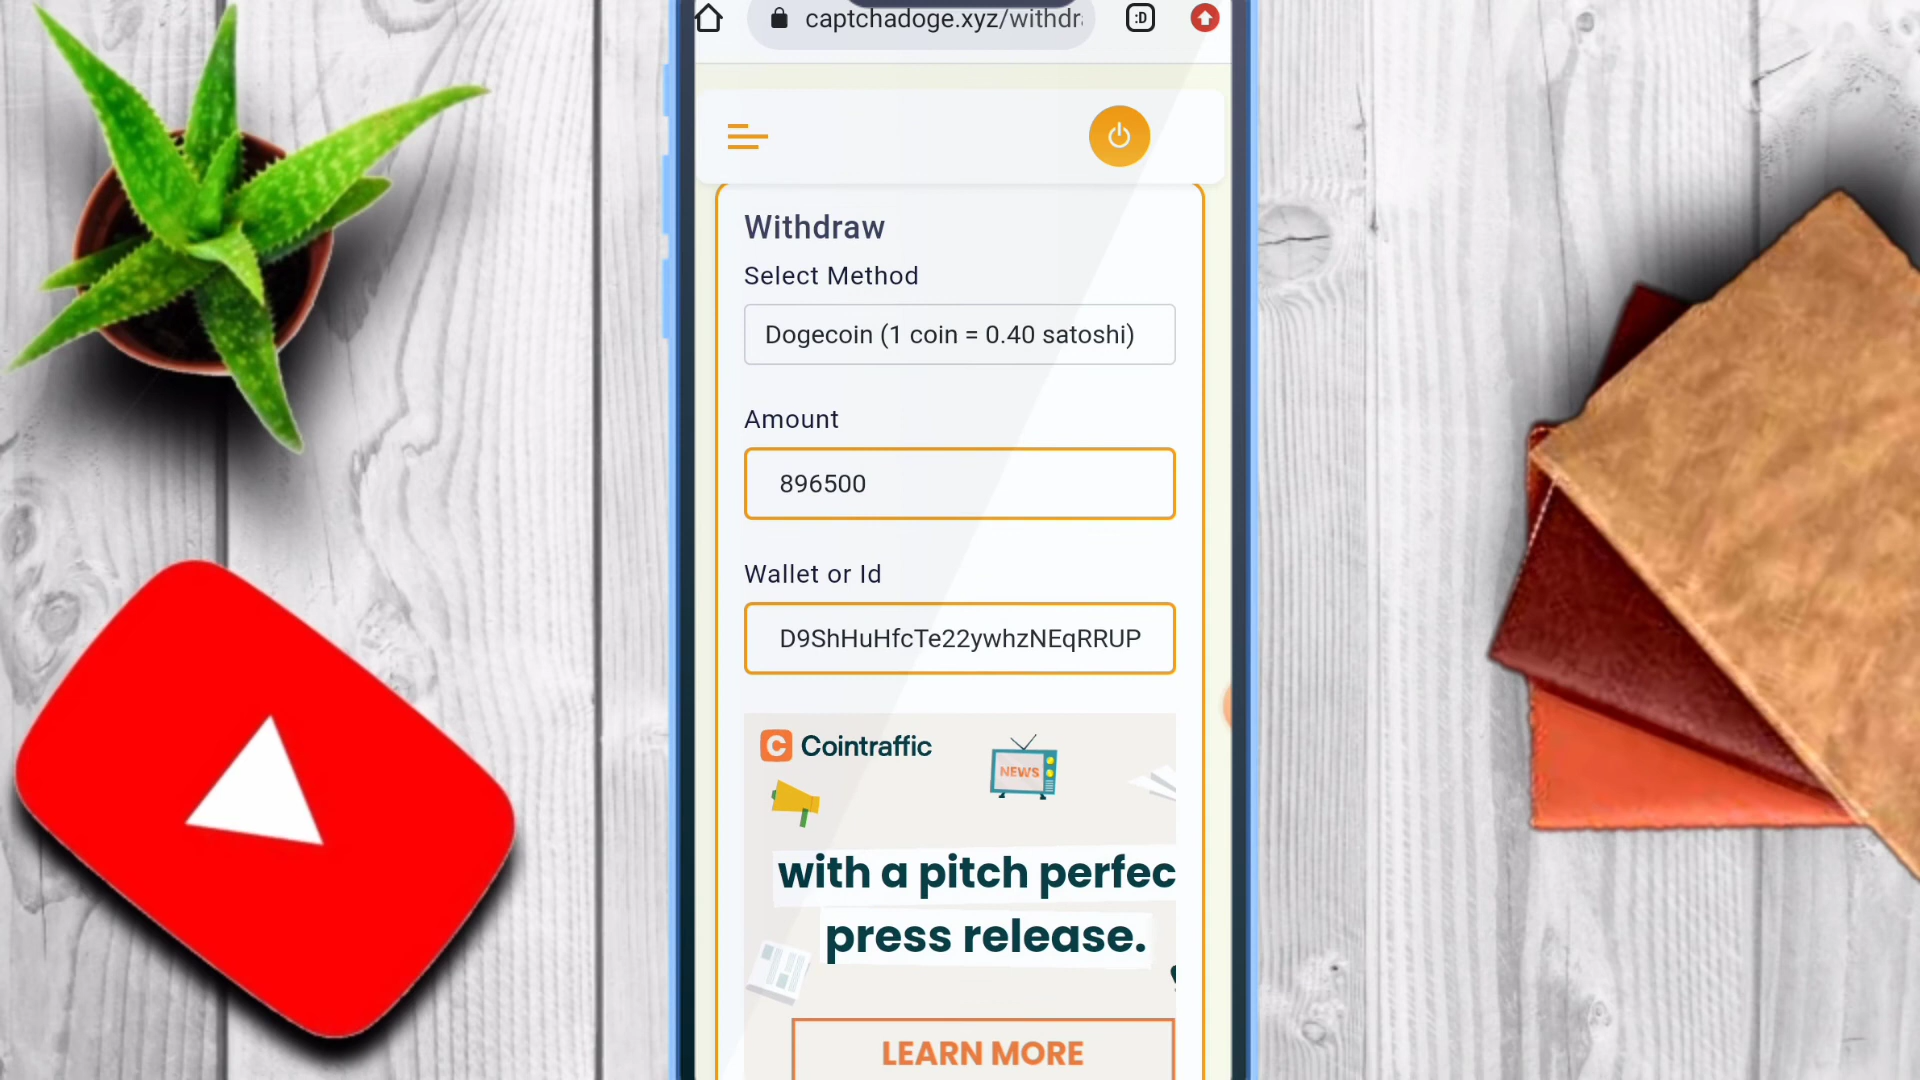 captchadoge.xyz/withdr
:D
Withdraw
Select Method
Dogecoin (1 coin = 0.40 satoshi)
Amount
896500
Wallet or Id
D9ShHuHfcTe22ywhzNEqRRUP
C Cointraffic
NEWS
with a pitch perfec
press release.
LEARN MORE